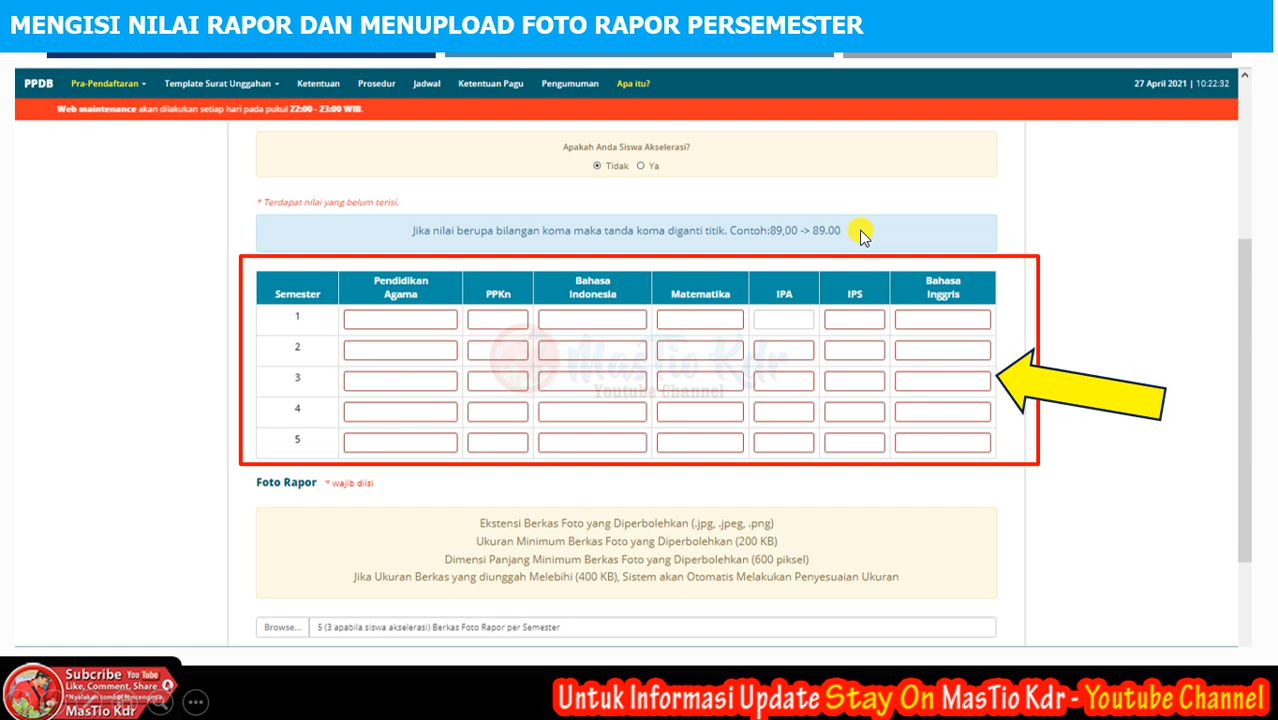 MENGISI NILAI RAPOR DAN MENUPLOAD FOTO RAPOR PERSEMESTER
PPDB Pra-Pendaftaran Template Surat Unggahan Ketentuan Prosedur Jadwal Ketentuan Pagu Pengumuman Apa itu? 27 April 2021 | 10:22:32
Web maintenance akan dilakukan setiap hari pada pukul 22:00 - 23:00 WIB.
Apakah Anda Siswa Akselerasi?
Tidak Ya
* Terdapat nilai yang belum terisi.
Jika nilai berupa bilangan koma maka tanda koma diganti titik. Contoh:89,00 -> 89.00
Semester Pendidikan Agama PPKn Bahasa Indonesia Matematika IPA IPS Bahasa Inggris
1
2
3
4
5
MasTio Kdr
Youtube Channel
Foto Rapor * wajib diisi
Ekstensi Berkas Foto yang Diperbolehkan (.jpg, .jpeg, .png)
Ukuran Minimum Berkas Foto yang Diperbolehkan (200 KB)
Dimensi Panjang Minimum Berkas Foto yang Diperbolehkan (600 piksel)
Jika Ukuran Berkas yang diunggah Melebihi (400 KB), Sistem akan Otomatis Melakukan Penyesuaian Ukuran
Browse... 5 (3 apabila siswa akselerasi) Berkas Foto Rapor per Semester
Subcribe You Tube
Like, Comment, Share
*Nyalakan tombol loncengnya
MasTio Kdr
Untuk Informasi Update Stay On MasTio Kdr - Youtube Channel